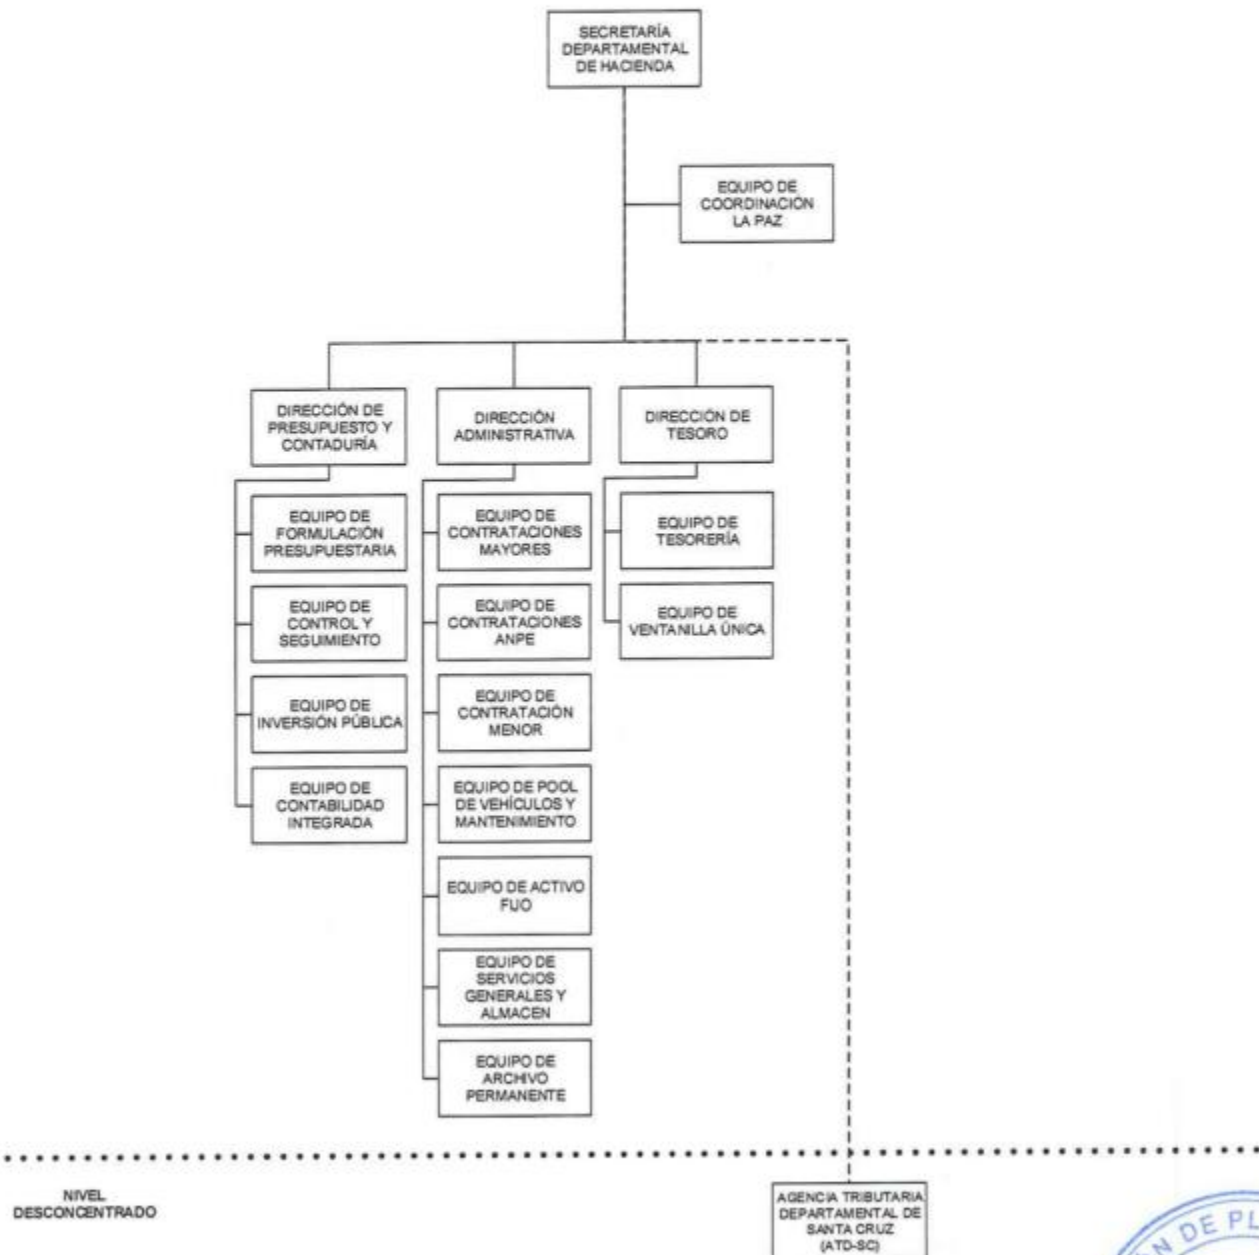 SECRETARÍA
DEPARTAMENTAL
DE HACIENDA
EQUIPO DE
COORDINACIÓN
LA PAZ
DIRECCIÓN DE
PRESUPUESTO Y
CONTADURÍA
EQUIPO DE
FORMULACIÓN
PRESUPUESTARIA
EQUIPO DE
CONTROL Y
SEGUIMIENTO
EQUIPO DE
INVERSIÓN PÚBLICA
EQUIPO DE
CONTABILIDAD
INTEGRADA
DIRECCIÓN
ADMINISTRATIVA
EQUIPO DE
CONTRATACIONES
MAYORES
EQUIPO DE
CONTRATACIONES
ANPE
EQUIPO DE
CONTRATACIÓN
MENOR
EQUIPO DE POOL
DE VEHÍCULOS Y
MANTENIMIENTO
EQUIPO DE ACTIVO
FIJO
EQUIPO DE
SERVICIOS
GENERALES Y
ALMACEN
EQUIPO DE
ARCHIVO
PERMANENTE
DIRECCIÓN DE
TESORO
EQUIPO DE
TESORERÍA
EQUIPO DE
VENTANILLA ÚNICA
NIVEL
DESCONCENTRADO
AGENCIA TRIBUTARIA
DEPARTAMENTAL DE
SANTA CRUZ
(ATD-SC)
DE